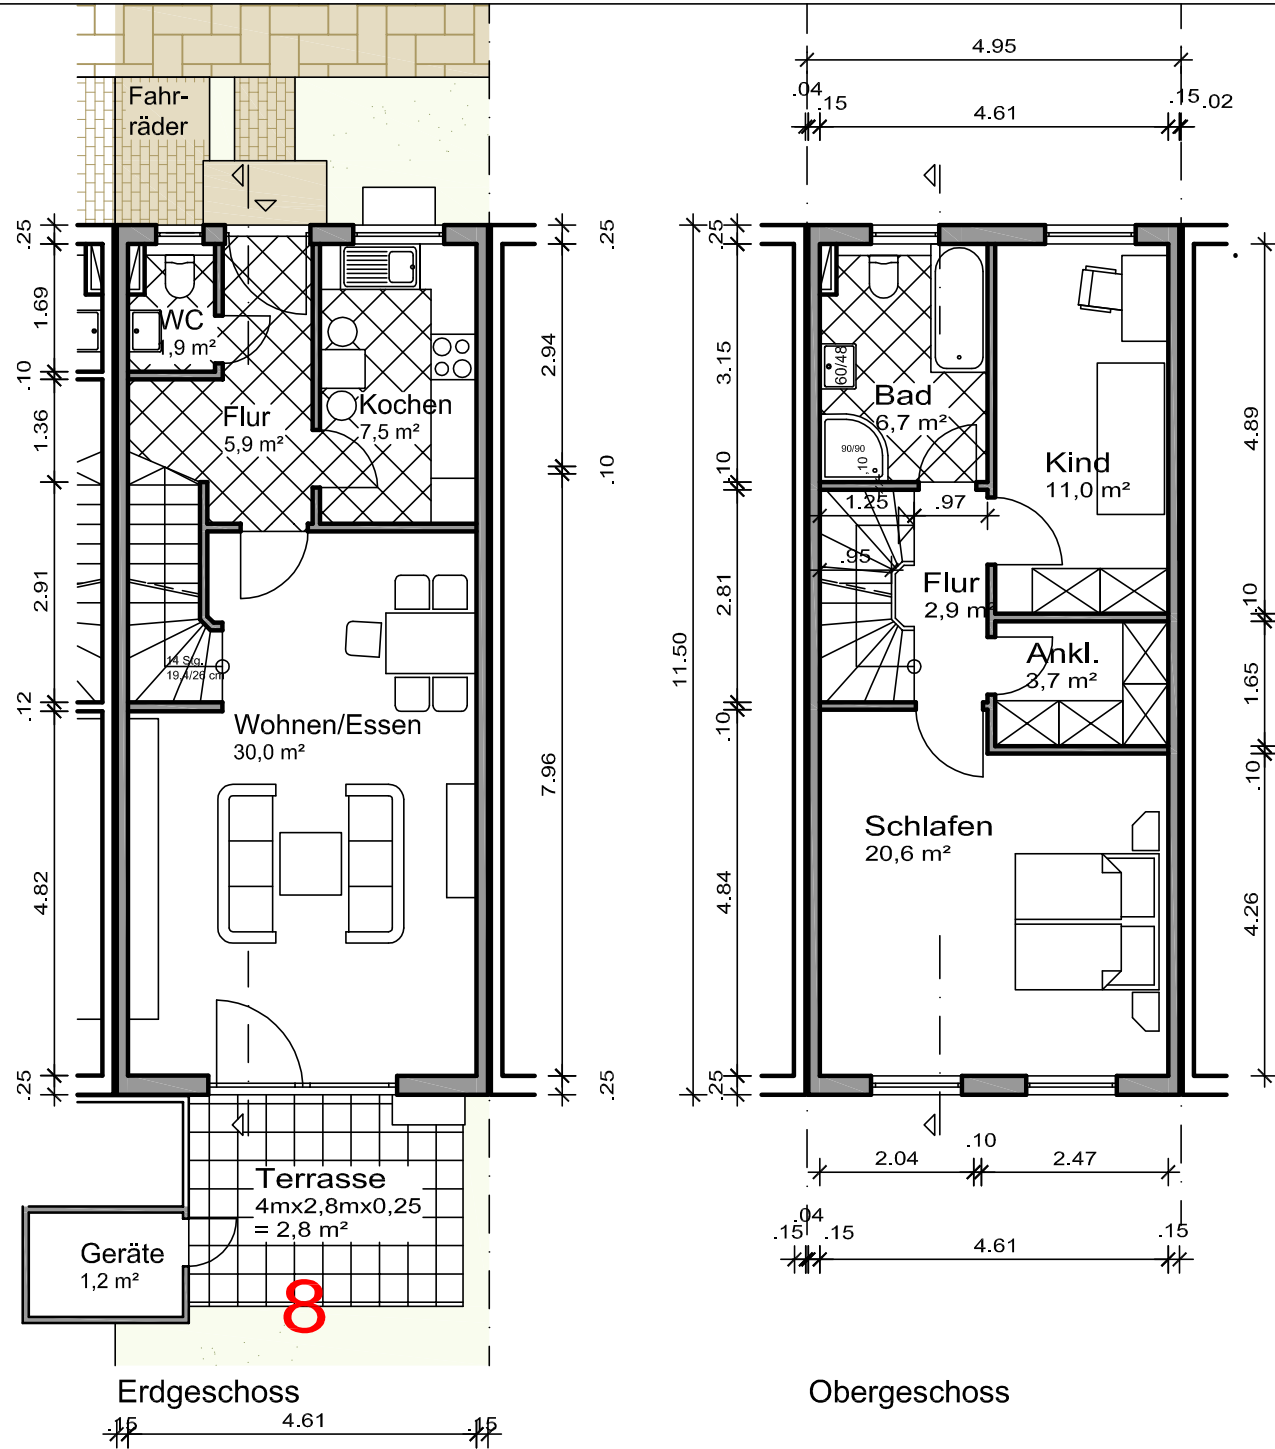 Fahr-
räder
WC
1,9 m²
Flur
5,9 m²
Kochen
7,5 m²
14 Stg.
19,4/26 cm
Wohnen/Essen
30,0 m²
Terrasse
4mx2,8mx0,25
= 2,8 m²
Geräte
1,2 m²
8
Erdgeschoss
.15
4.61
.15
.25
1.69
.10
1.36
2.91
.12
4.82
.25
.25
2.94
.10
7.96
.25
4.95
.04
.15
4.61
.15
.02
Bad
6,7 m²
60/48
90/90
.10
Kind
11,0 m²
1.25
.97
.95
Flur
2,9 m²
Ankl.
3,7 m²
Schlafen
20,6 m²
11.50
.25
3.15
.10
2.81
.10
4.84
.25
4.89
.10
1.65
.10
4.26
2.04
.10
2.47
.15
.04
.15
4.61
.15
Obergeschoss